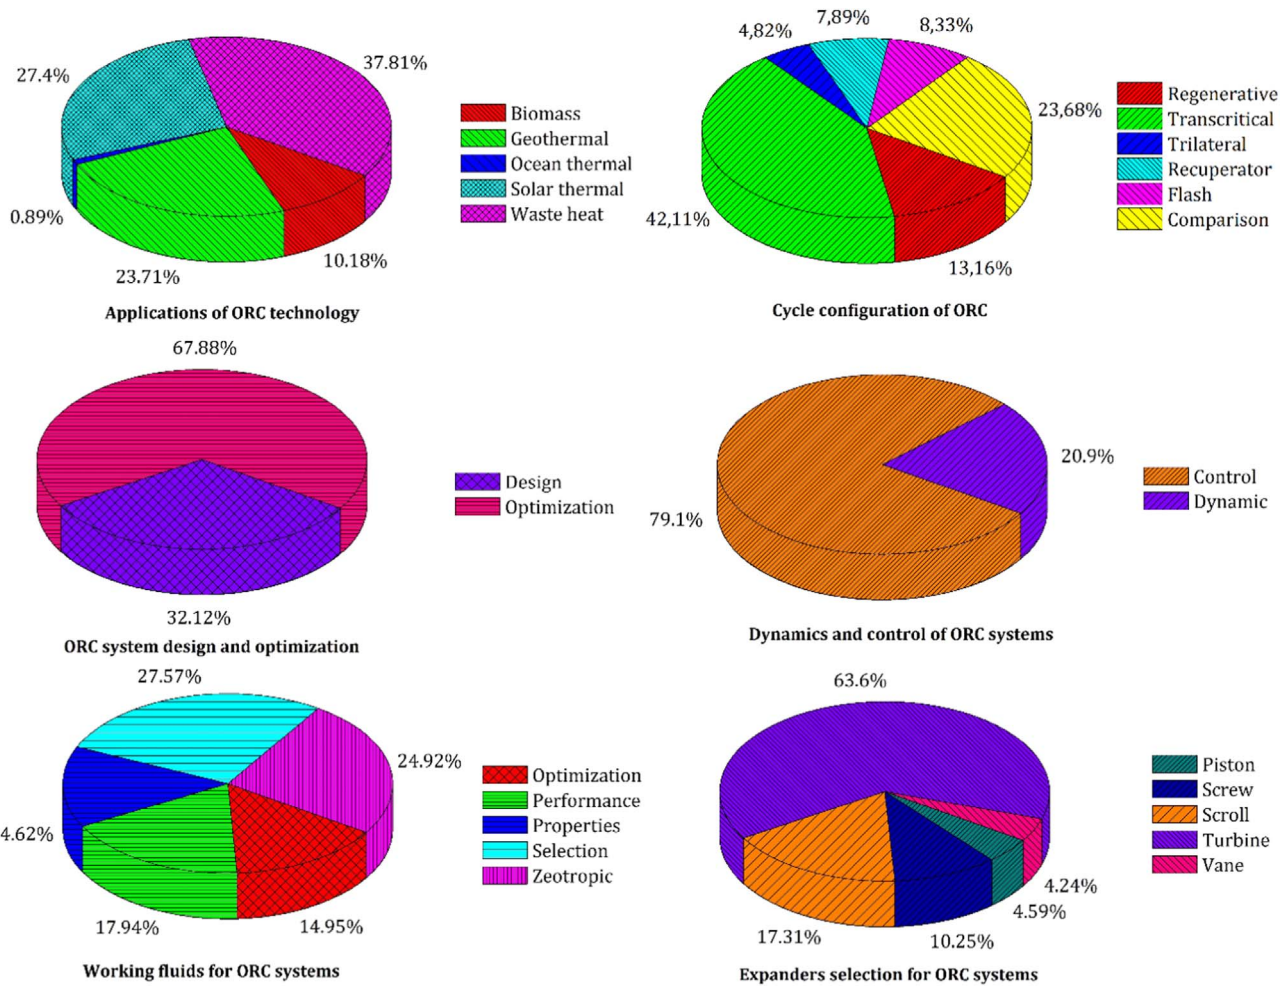 37.81%
27.4%
0.89%
23.71%
10.18%
Biomass
Geothermal
Ocean thermal
Solar thermal
Waste heat
Applications of ORC technology
7,89%
8,33%
4,82%
23,68%
42,11%
13,16%
Regenerative
Transcritical
Trilateral
Recuperator
Flash
Comparison
Cycle configuration of ORC
67.88%
32.12%
Design
Optimization
ORC system design and optimization
20.9%
79.1%
Control
Dynamic
Dynamics and control of ORC systems
27.57%
24.92%
4.62%
17.94%
14.95%
Optimization
Performance
Properties
Selection
Zeotropic
Working fluids for ORC systems
63.6%
4.24%
4.59%
17.31%
10.25%
Piston
Screw
Scroll
Turbine
Vane
Expanders selection for ORC systems